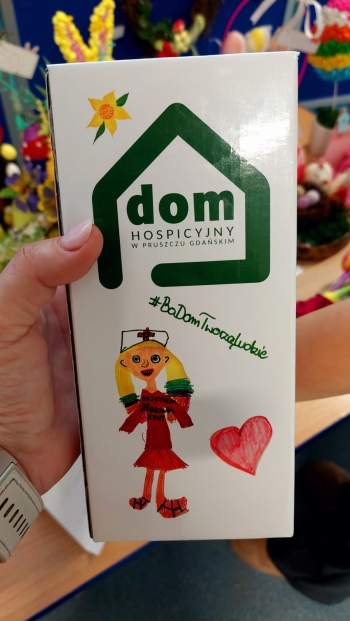 dom
HOSPICYJNY
W PRUSZCZU GDAŃSKIM
#BoDomTworząLudzie